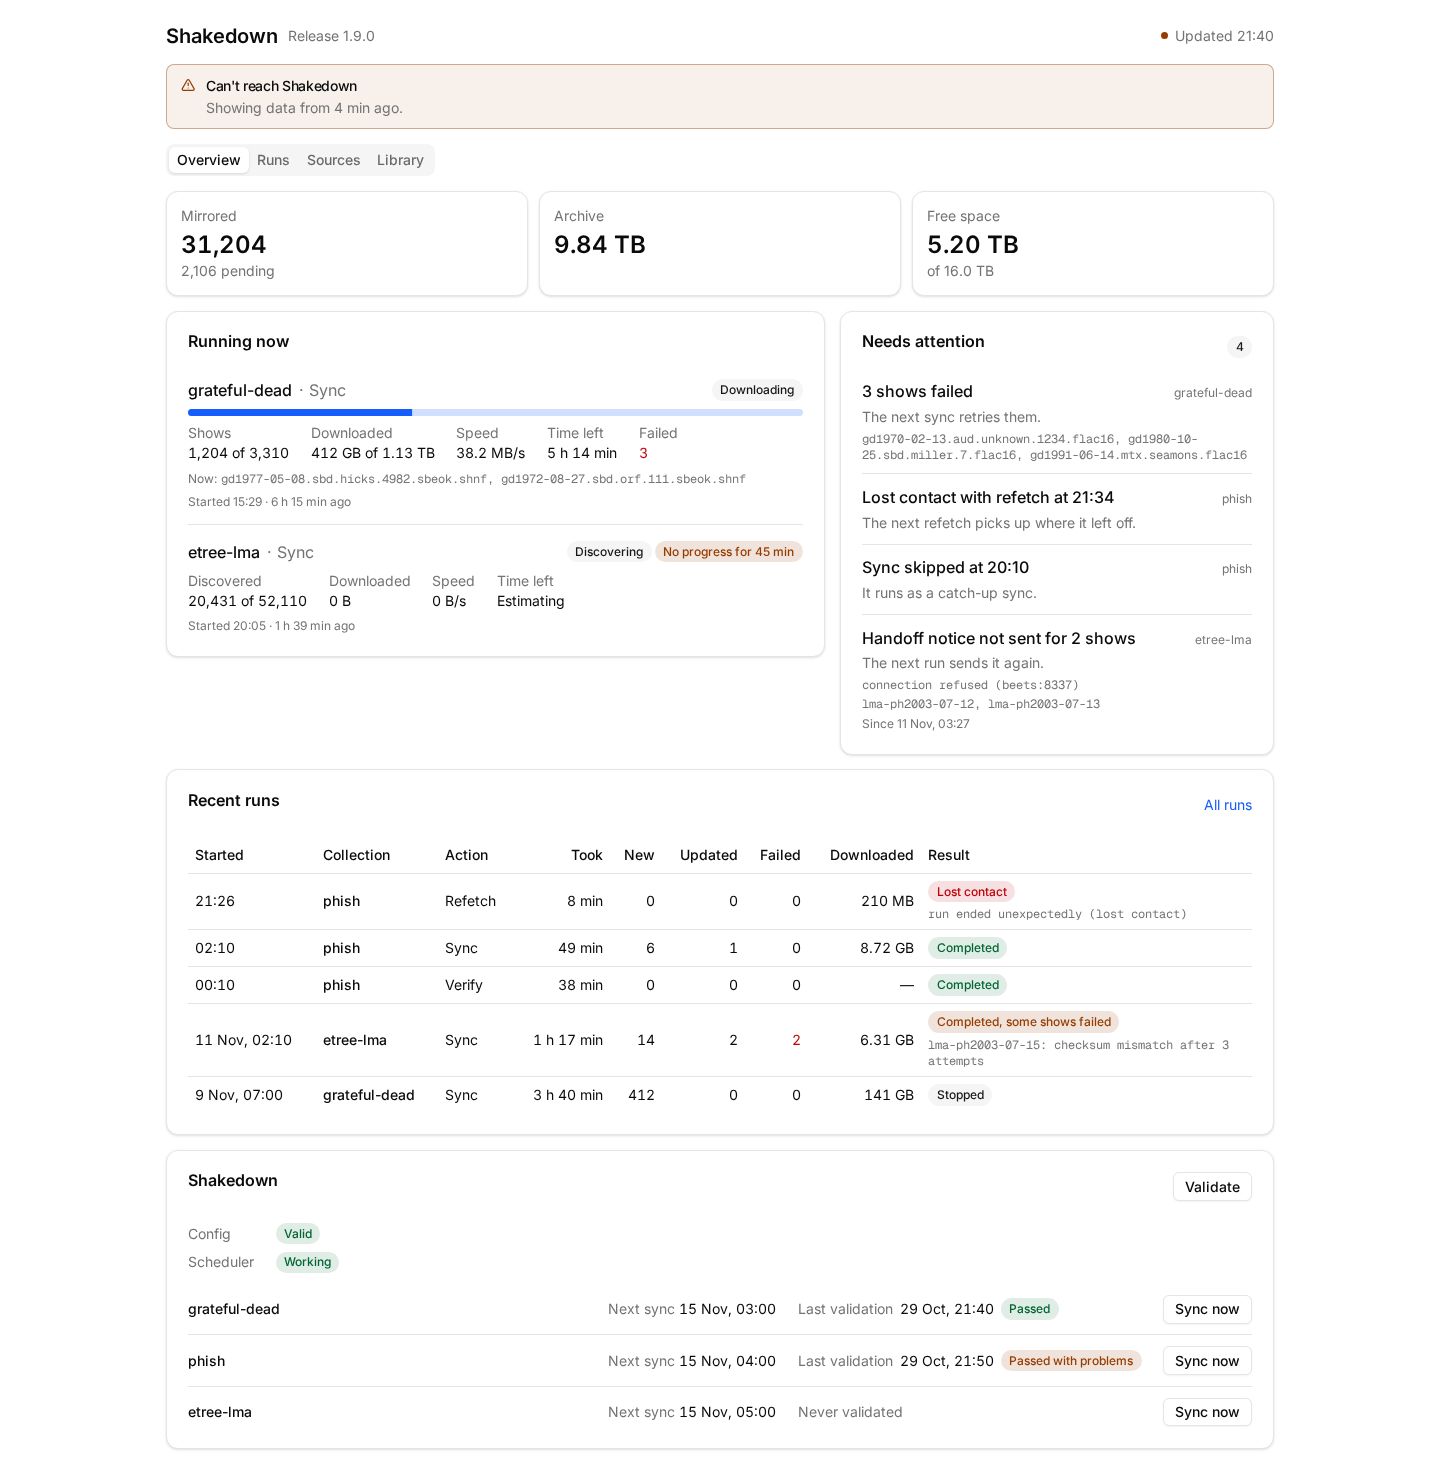 Shakedown Release 1.9.0
Updated 21:40
Can't reach Shakedown
Showing data from 4 min ago.
Overview Runs Sources Library
Mirrored
31,204
2,106 pending
Archive
9.84 TB
Free space
5.20 TB
of 16.0 TB
Running now
grateful-dead · Sync Downloading
Shows Downloaded Speed Time left Failed
1,204 of 3,310 412 GB of 1.13 TB 38.2 MB/s 5 h 14 min 3
Now: gd1977-05-08.sbd.hicks.4982.sbeok.shnf, gd1972-08-27.sbd.orf.111.sbeok.shnf
Started 15:29 · 6 h 15 min ago
etree-lma · Sync Discovering No progress for 45 min
Discovered Downloaded Speed Time left
20,431 of 52,110 0 B 0 B/s Estimating
Started 20:05 · 1 h 39 min ago
Needs attention 4
3 shows failed grateful-dead
The next sync retries them.
gd1970-02-13.aud.unknown.1234.flac16, gd1980-10-
25.sbd.miller.7.flac16, gd1991-06-14.mtx.seamons.flac16
Lost contact with refetch at 21:34 phish
The next refetch picks up where it left off.
Sync skipped at 20:10 phish
It runs as a catch-up sync.
Handoff notice not sent for 2 shows etree-lma
The next run sends it again.
connection refused (beets:8337)
lma-ph2003-07-12, lma-ph2003-07-13
Since 11 Nov, 03:27
Recent runs All runs
Started Collection Action Took New Updated Failed Downloaded Result
21:26 phish Refetch 8 min 0 0 0 210 MB Lost contact
run ended unexpectedly (lost contact)
02:10 phish Sync 49 min 6 1 0 8.72 GB Completed
00:10 phish Verify 38 min 0 0 0 — Completed
11 Nov, 02:10 etree-lma Sync 1 h 17 min 14 2 2 6.31 GB Completed, some shows failed
lma-ph2003-07-15: checksum mismatch after 3
attempts
9 Nov, 07:00 grateful-dead Sync 3 h 40 min 412 0 0 141 GB Stopped
Shakedown Validate
Config Valid
Scheduler Working
grateful-dead Next sync 15 Nov, 03:00 Last validation 29 Oct, 21:40 Passed Sync now
phish Next sync 15 Nov, 04:00 Last validation 29 Oct, 21:50 Passed with problems Sync now
etree-lma Next sync 15 Nov, 05:00 Never validated Sync now